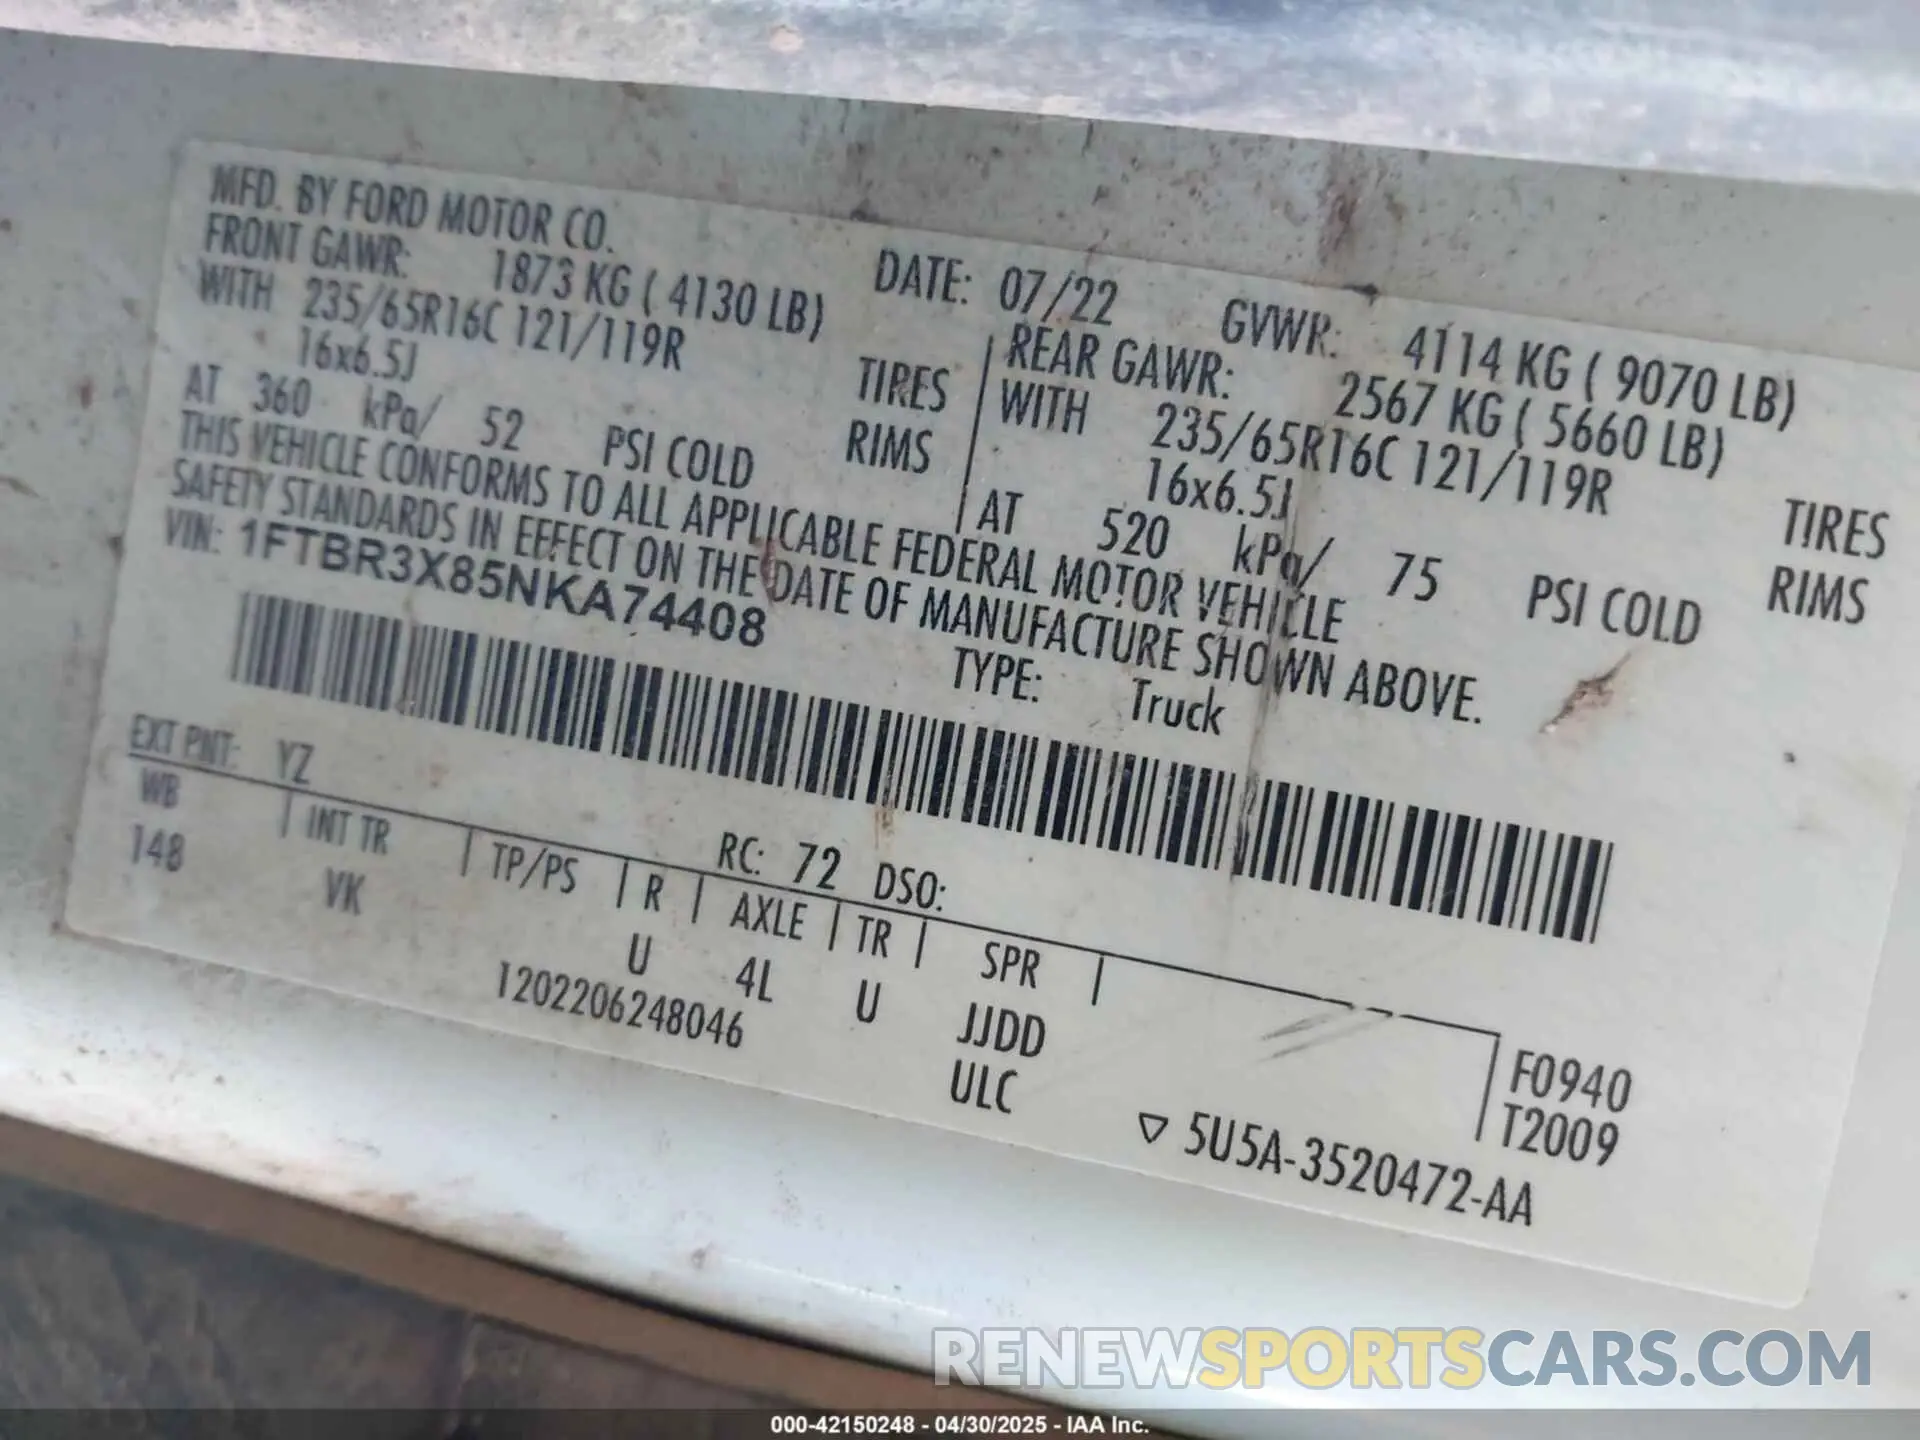 MFD. BY FORD MOTOR CO.
DATE: 07/22 GVWR: 4114 KG ( 9070 LB)
FRONT GAWR: 1873 KG ( 4130 LB)
WITH 235/65R16C 121/119R TIRES
16x6.5J RIMS
AT 360 kPa/ 52 PSI COLD
REAR GAWR: 2567 KG ( 5660 LB)
WITH 235/65R16C 121/119R TIRES
16x6.5J RIMS
AT 520 kPa/ 75 PSI COLD
THIS VEHICLE CONFORMS TO ALL APPLICABLE FEDERAL MOTOR VEHICLE
SAFETY STANDARDS IN EFFECT ON THE DATE OF MANUFACTURE SHOWN ABOVE.
VIN: 1FTBR3X85NKA74408
TYPE: Truck
EXT PNT: YZ RC: 72 DSO:
WB | INT TR | TP/PS | R | AXLE | TR | SPR |
148 VK U 4L U JJDD
F0940
T2009
1202206248046 ULC
▽ 5U5A-3520472-AA
RENEWSPORTSCARS.COM
000-42150248 - 04/30/2025 - IAA Inc.